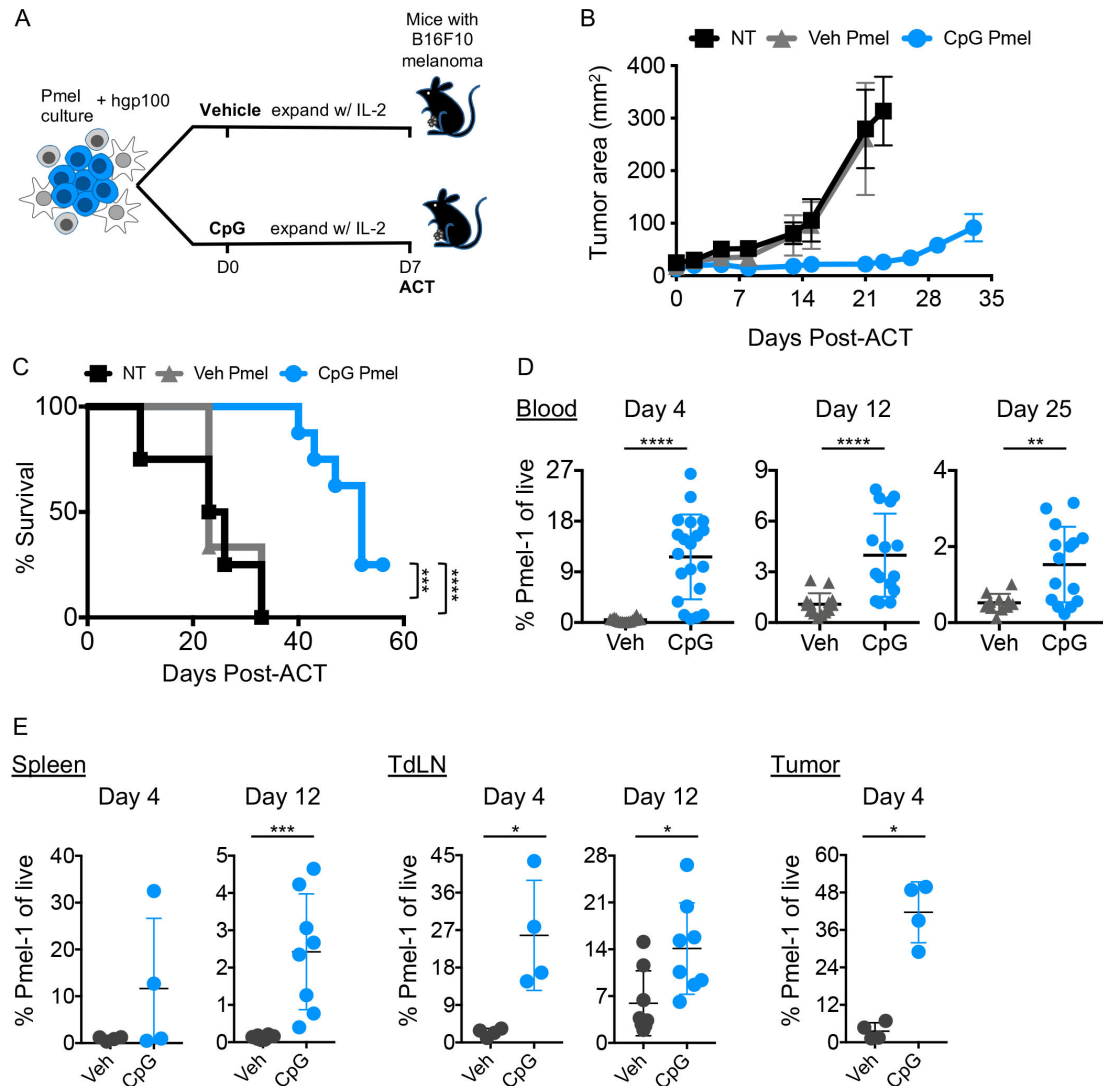 A
Pmel culture + hgp100
Vehicle expand w/ IL-2
CpG expand w/ IL-2
D0
D7
ACT
Mice with
B16F10
melanoma
B
NT Veh Pmel CpG Pmel
Tumor area (mm²)
400
300
200
100
0
0 7 14 21 28 35
Days Post-ACT
C
NT Veh Pmel CpG Pmel
% Survival
100
50
0
0 20 40 60
Days Post-ACT
***
****
D
Blood
% Pmel-1 of live
Day 4
****
27
18
9
0
Veh CpG
Day 12
****
9
6
3
0
Veh CpG
Day 25
**
4
2
0
Veh CpG
E
Spleen
% Pmel-1 of live
Day 4
40
30
20
10
0
Veh CpG
Day 12
***
5
4
3
2
1
0
Veh CpG
TdLN
% Pmel-1 of live
Day 4
*
45
36
27
18
9
0
Veh CpG
Day 12
*
28
21
14
7
0
Veh CpG
Tumor
% Pmel-1 of live
Day 4
*
60
48
36
24
12
0
Veh CpG